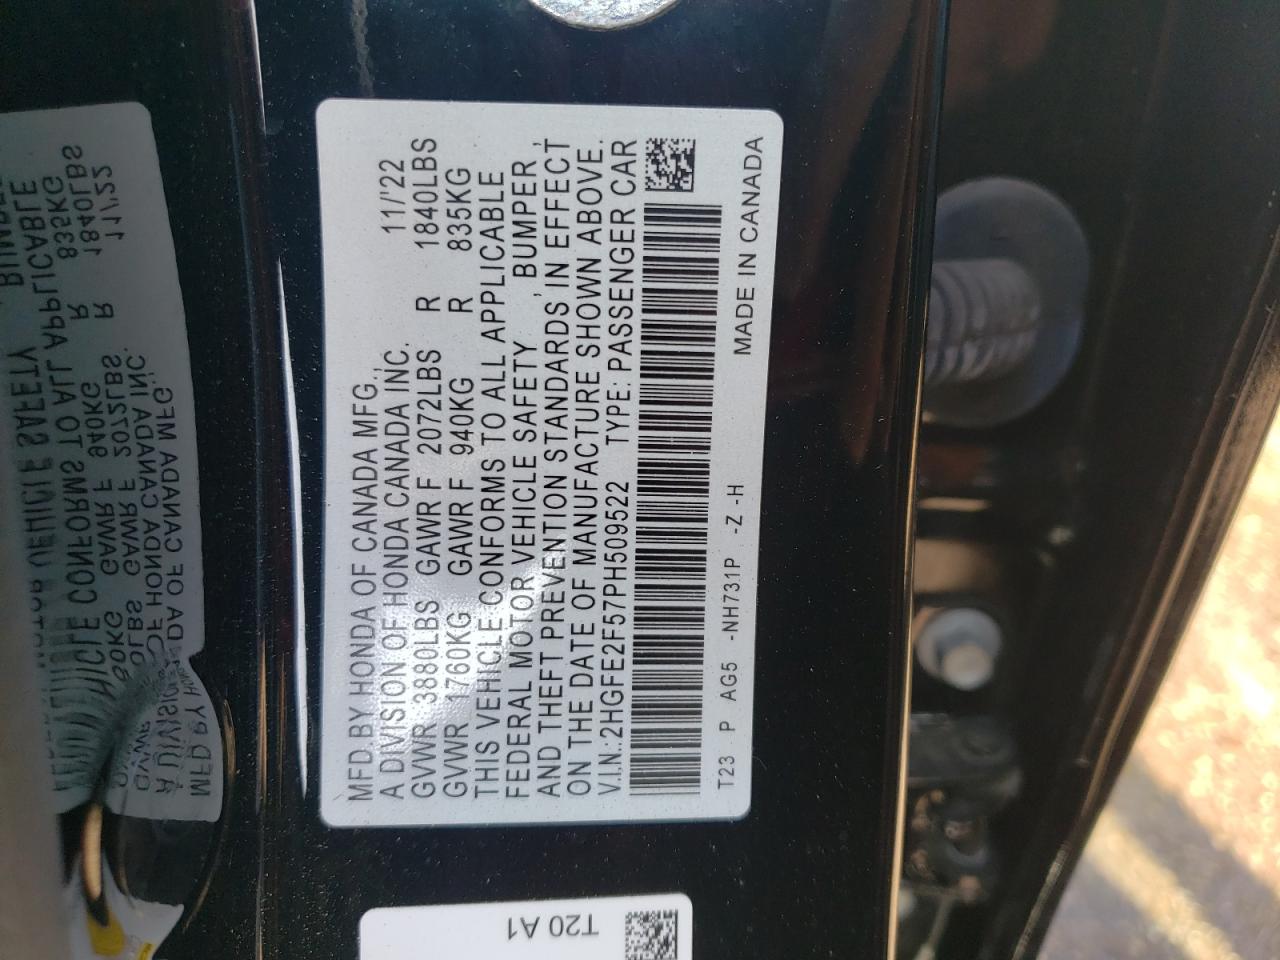 MFD BY HONDA OF CANADA MFG., 11/'22
A DIVISION OF HONDA CANADA INC.
GVWR 3880LBS GAWR F 2072LBS R 1840LBS
GVWR 1760KG GAWR F 940KG R 835KG
THIS VEHICLE CONFORMS TO ALL APPLICABLE
FEDERAL MOTOR VEHICLE SAFETY, BUMPER,
AND THEFT PREVENTION STANDARDS IN EFFECT
ON THE DATE OF MANUFACTURE SHOWN ABOVE.
V.I.N.:2HGFE2F57PH509522 TYPE: PASSENGER CAR
T23 P AG5 -NH731P -Z -H MADE IN CANADA
T20 A1